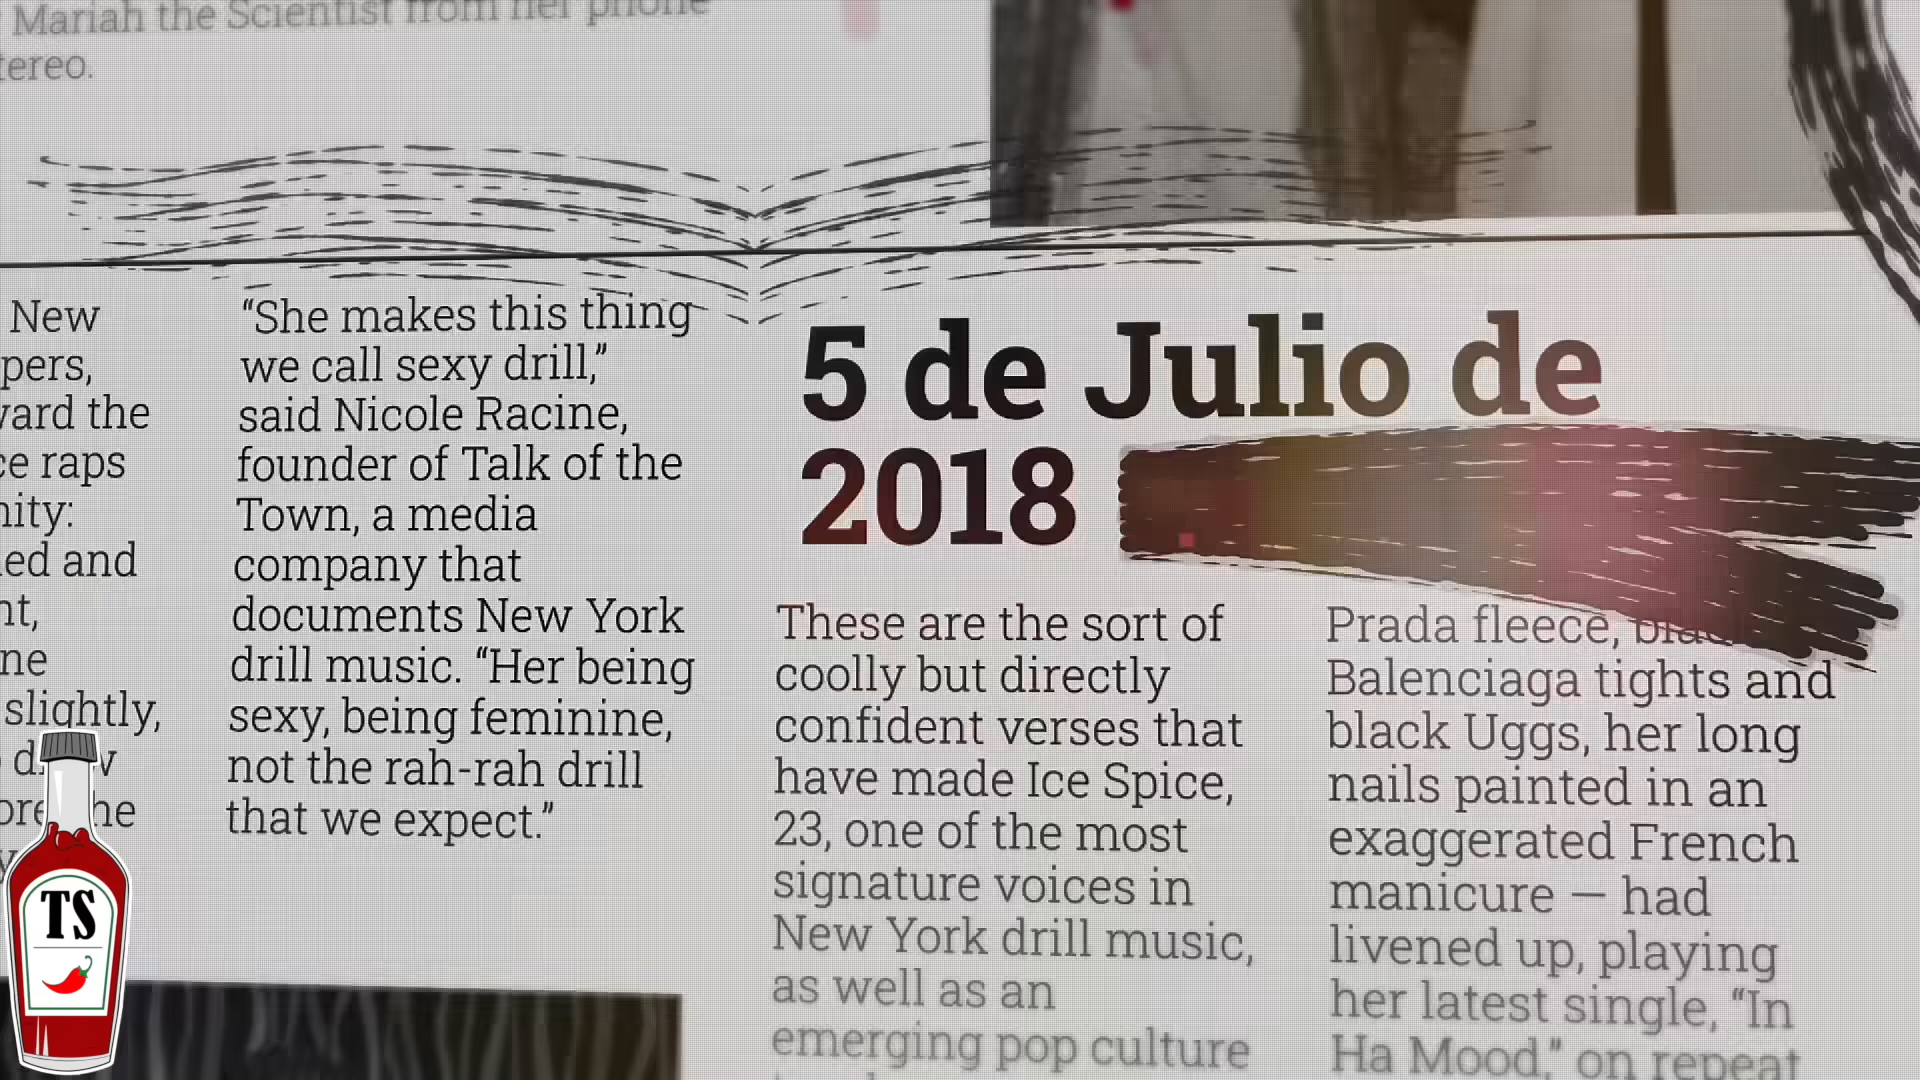 Mariah the Scientist from her phone
tereo.
New
pers,
ward the
ce raps
nity:
ed and
nt,
ne
slightly,
he
“She makes this thing
we call sexy drill,”
said Nicole Racine,
founder of Talk of the
Town, a media
company that
documents New York
drill music. “Her being
sexy, being feminine,
not the rah-rah drill
that we expect.”
5 de Julio de
2018
These are the sort of
coolly but directly
confident verses that
have made Ice Spice,
23, one of the most
signature voices in
New York drill music,
as well as an
emerging pop culture
Prada fleece,
Balenciaga tights and
black Uggs, her long
nails painted in an
exaggerated French
manicure — had
livened up, playing
her latest single, “In
Ha Mood,” on repeat
TS